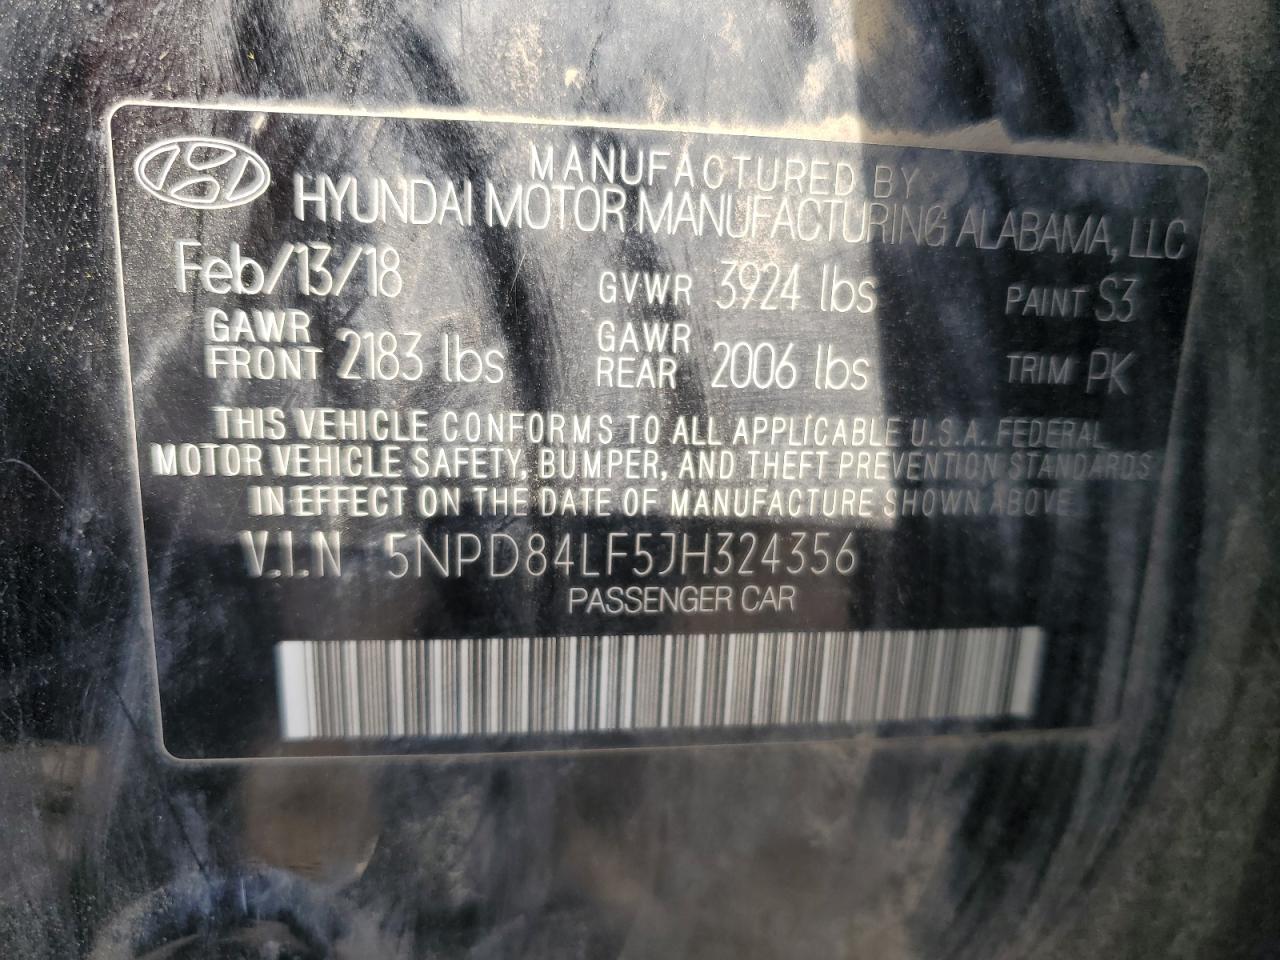 MANUFACTURED BY
HYUNDAI MOTOR MANUFACTURING ALABAMA, LLC
Feb/13/18 GVWR 3924 lbs PAINT S3
GAWR FRONT 2183 lbs GAWR REAR 2006 lbs TRIM PK
THIS VEHICLE CONFORMS TO ALL APPLICABLE U.S.A. FEDERAL
MOTOR VEHICLE SAFETY, BUMPER, AND THEFT PREVENTION STANDARDS
IN EFFECT ON THE DATE OF MANUFACTURE SHOWN ABOVE
V.I.N 5NPD84LF5JH324356
PASSENGER CAR